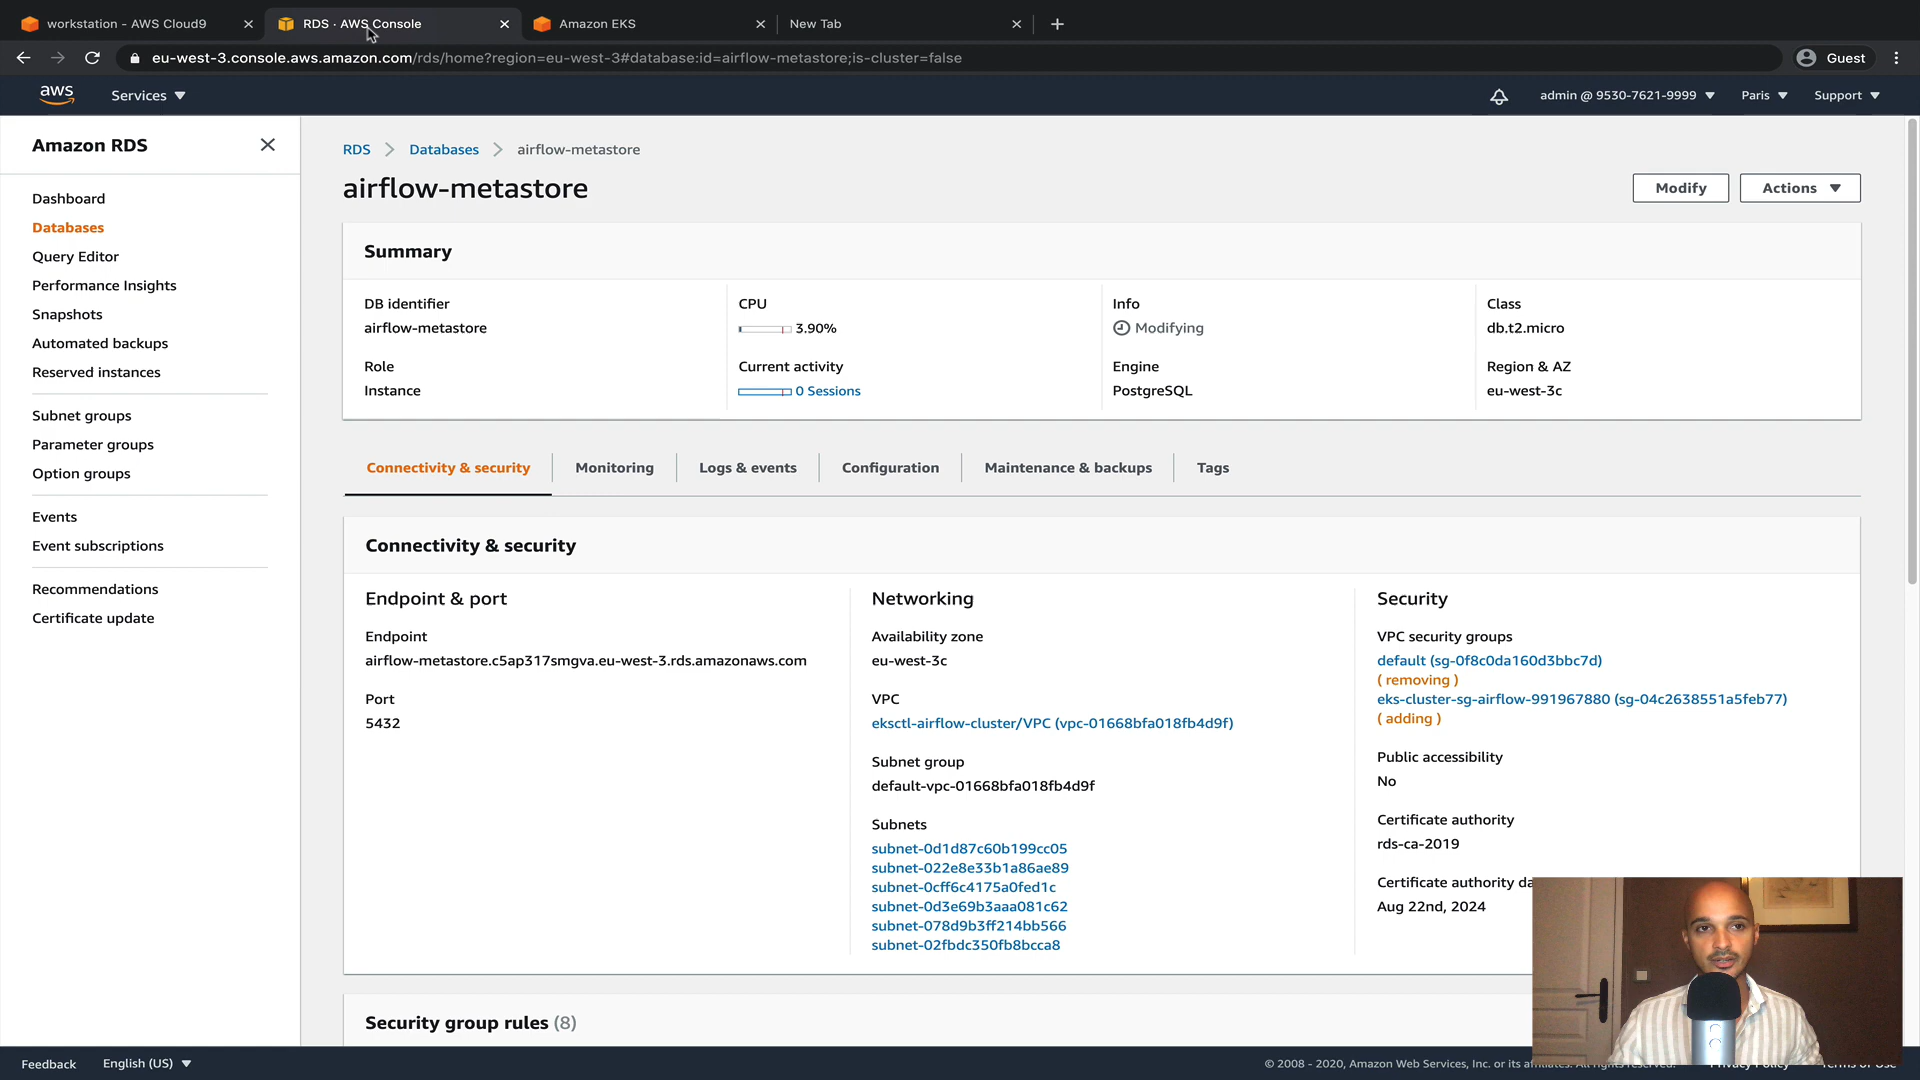 workstation - AWS Cloud9
RDS · AWS Console
Amazon EKS
New Tab
eu-west-3.console.aws.amazon.com/rds/home?region=eu-west-3#database:id=airflow-metastore;is-cluster=false
Guest
aws
Services
admin @ 9530-7621-9999
Paris
Support
Amazon RDS
Dashboard
Databases
Query Editor
Performance Insights
Snapshots
Automated backups
Reserved instances
Subnet groups
Parameter groups
Option groups
Events
Event subscriptions
Recommendations
Certificate update
RDS
Databases
airflow-metastore
airflow-metastore
Modify
Actions
Summary
DB identifier
airflow-metastore
CPU
3.90%
Info
Modifying
Class
db.t2.micro
Role
Instance
Current activity
0 Sessions
Engine
PostgreSQL
Region & AZ
eu-west-3c
Connectivity & security
Monitoring
Logs & events
Configuration
Maintenance & backups
Tags
Connectivity & security
Endpoint & port
Endpoint
airflow-metastore.c5ap317smgva.eu-west-3.rds.amazonaws.com
Port
5432
Networking
Availability zone
eu-west-3c
VPC
eksctl-airflow-cluster/VPC (vpc-01668bfa018fb4d9f)
Subnet group
default-vpc-01668bfa018fb4d9f
Subnets
subnet-0d1d87c60b199cc05
subnet-022e8e33b1a86ae89
subnet-0cff6c4175a0fed1c
subnet-0d3e69b3aaa081c62
subnet-078d9b3ff214bb566
subnet-02fbdc350fb8bcca8
Security
VPC security groups
default (sg-0f8c0da160d3bbc7d)
( removing )
eks-cluster-sg-airflow-991967880 (sg-04c2638551a5feb77)
( adding )
Public accessibility
No
Certificate authority
rds-ca-2019
Certificate authority da
Aug 22nd, 2024
Security group rules (8)
Feedback
English (US)
© 2008 - 2020, Amazon Web Services, Inc. or its